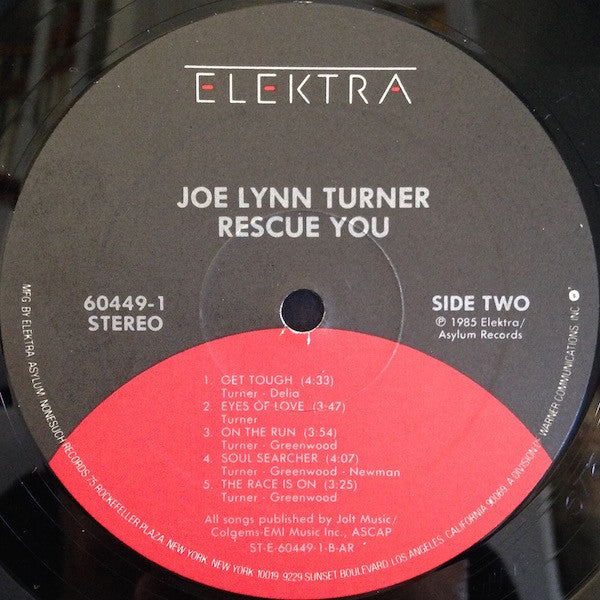 ELEKTRA
JOE LYNN TURNER
RESCUE YOU
60449-1
STEREO
SIDE TWO
℗ 1985 Elektra/
Asylum Records
1. GET TOUGH (4:33)
Turner - Delia
2. EYES OF LOVE (3:47)
Turner
3. ON THE RUN (3:54)
Turner - Greenwood
4. SOUL SEARCHER (4:07)
Turner - Greenwood - Newman
5. THE RACE IS ON (3:25)
Turner - Greenwood
All songs published by Jolt Music/
Colgems-EMI Music Inc., ASCAP
ST-E-60449-1-B-AR
MFG. BY ELEKTRA/ASYLUM/NONESUCH RECORDS, 75 ROCKEFELLER PLAZA, NEW YORK, NEW YORK 10019 9229 SUNSET BOULEVARD, LOS ANGELES, CALIFORNIA 90069. A DIVISION OF WARNER COMMUNICATIONS INC.